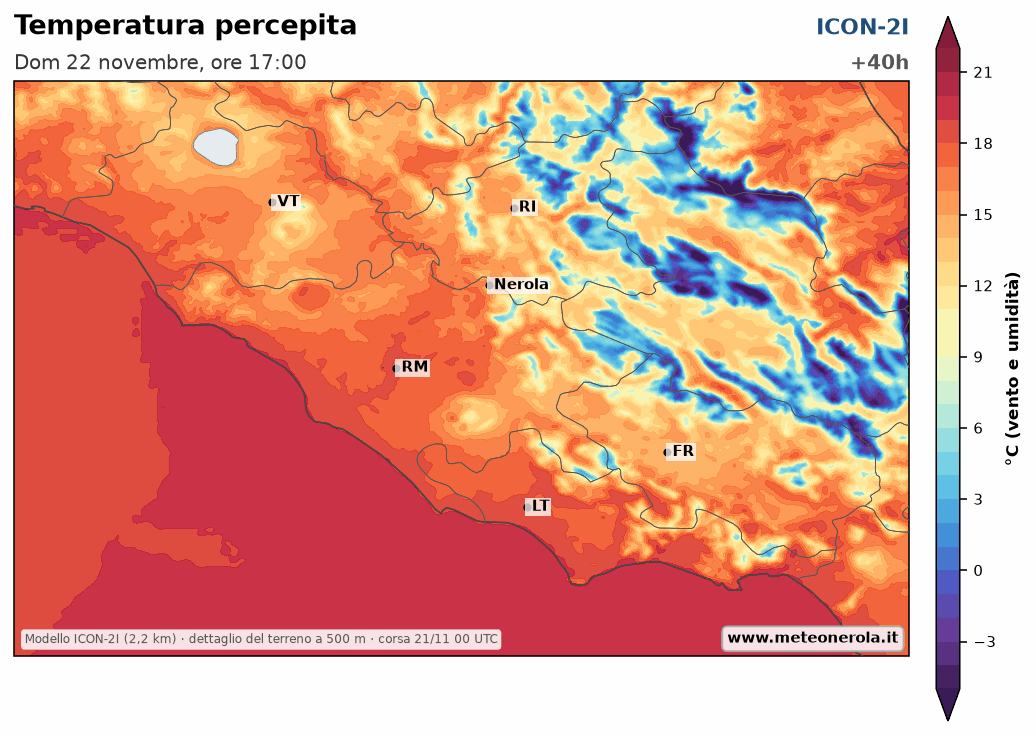 Temperatura percepita
ICON-2I
Dom 22 novembre, ore 17:00
+40h
VT
RI
Nerola
RM
FR
LT
Modello ICON-2I (2,2 km) · dettaglio del terreno a 500 m · corsa 21/11 00 UTC
www.meteonerola.it
21
18
15
12
9
6
3
0
−3
°C (vento e umidità)